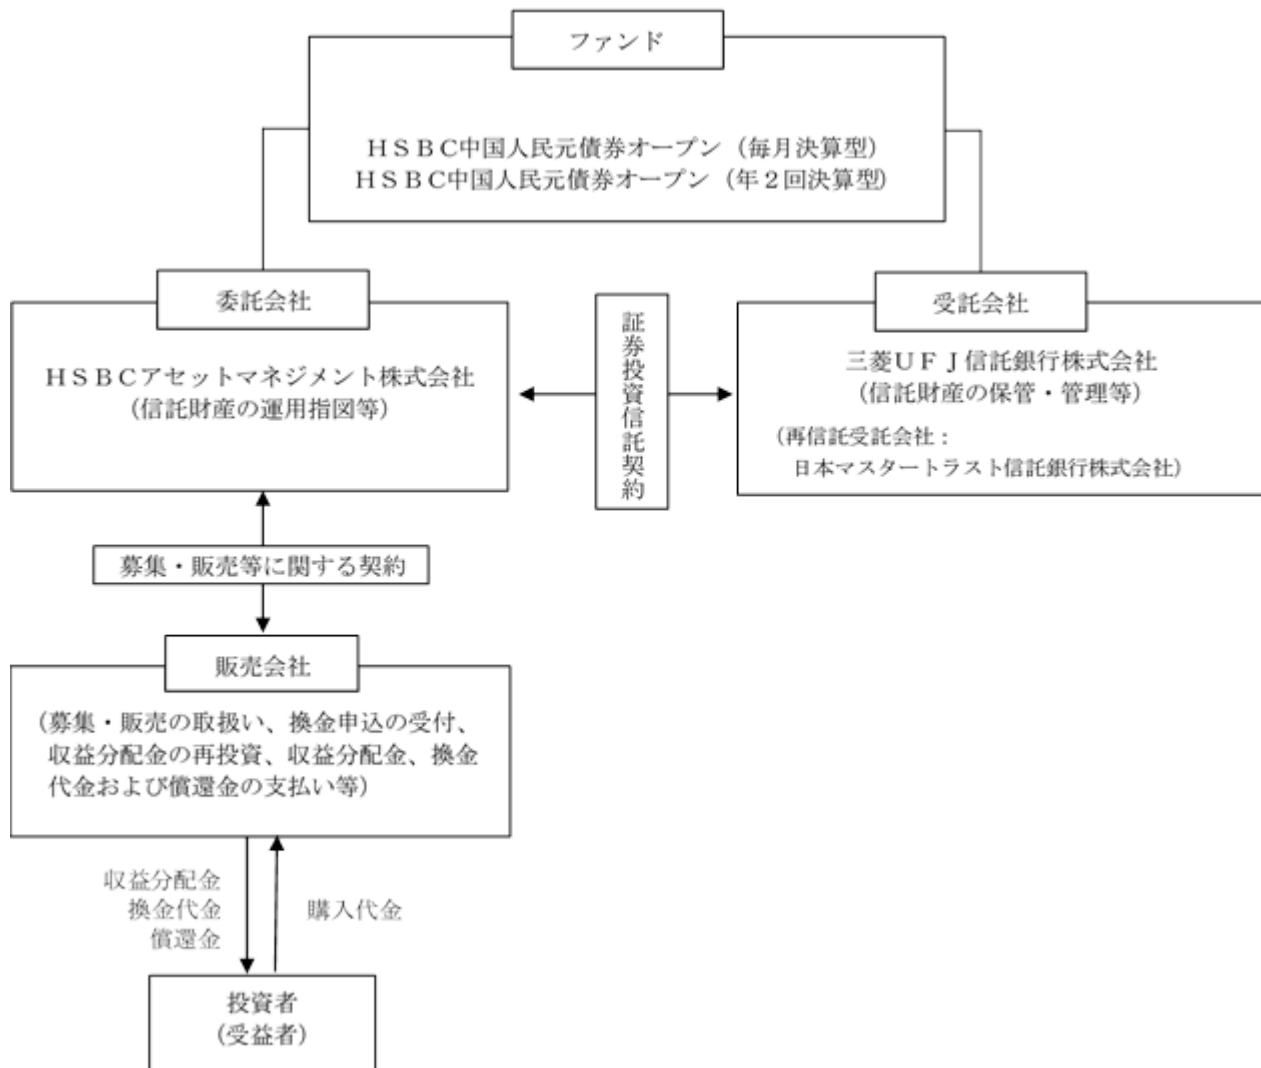 ファンド
ＨＳＢＣ中国人民元債券オープン（毎月決算型）
ＨＳＢＣ中国人民元債券オープン（年２回決算型）
委託会社
ＨＳＢＣアセットマネジメント株式会社
（信託財産の運用指図等）
証券投資信託契約
受託会社
三菱ＵＦＪ信託銀行株式会社
（信託財産の保管・管理等）
（再信託受託会社：
日本マスタートラスト信託銀行株式会社）
募集・販売等に関する契約
販売会社
（募集・販売の取扱い、換金申込の受付、
収益分配金の再投資、収益分配金、換金
代金および償還金の支払い等）
収益分配金
換金代金
償還金
購入代金
投資者
（受益者）